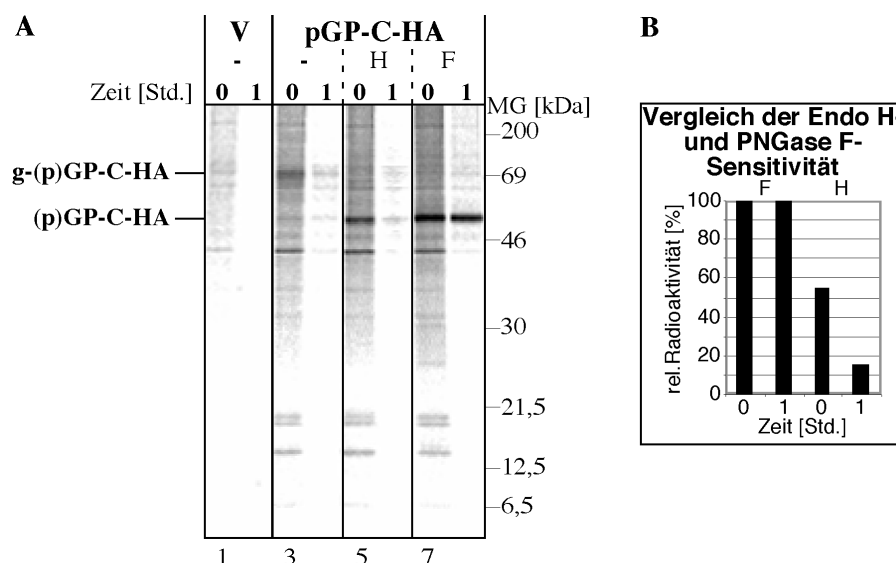 A
V pGP-C-HA
- - H F
Zeit [Std.] 0 1 0 1 0 1 0 1
MG [kDa]
200
g-(p)GP-C-HA 69
(p)GP-C-HA
46
30
21,5
12,5
6,5
1 3 5 7
B
Vergleich der Endo H-
und PNGase F-
Sensitivität
F H
rel.Radioaktivität [%]
100
80
60
40
20
0
0 1 0 1
Zeit [Std.]